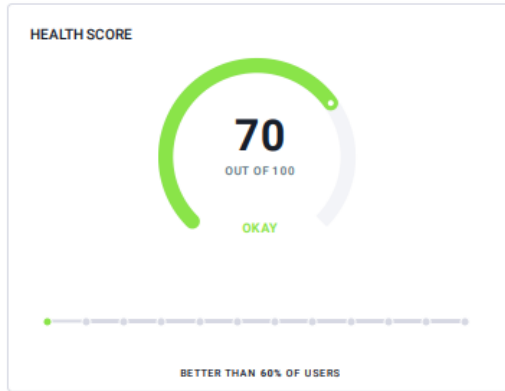 HEALTH SCORE
70
OUT OF 100
OKAY
BETTER THAN 60% OF USERS